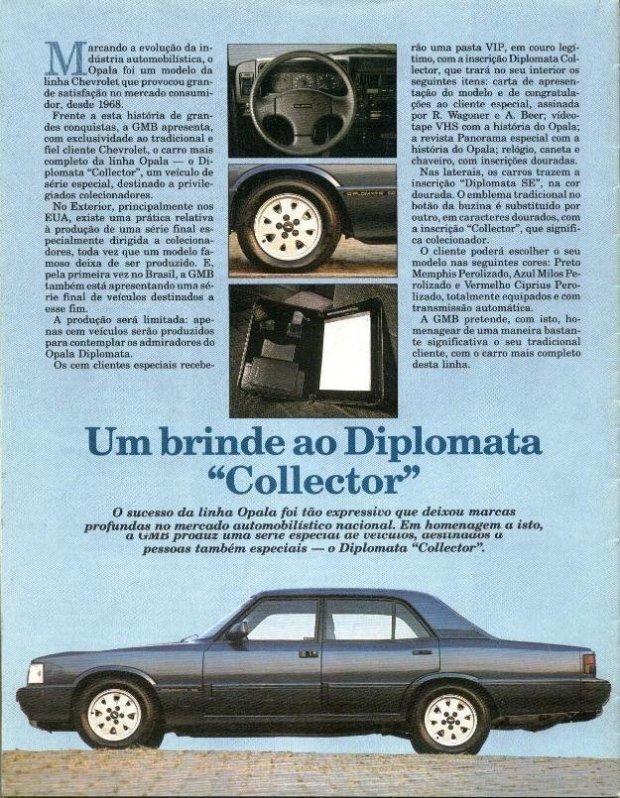 Marcando a evolução da in-
dústria automobilística, o
Opala foi um modelo da
linha Chevrolet que provocou gran-
de satisfação no mercado consumi-
dor, desde 1968.
Frente a esta história de gran-
des conquistas, a GMB apresenta,
com exclusividade ao tradicional e
fiel cliente Chevrolet, o carro mais
completo da linha Opala — o Di-
plomata “Collector”, um veículo de
série especial, destinado a privile-
giados colecionadores.
No Exterior, principalmente nos
EUA, existe uma prática relativa
à produção de uma série final es-
pecialmente dirigida a coleciona-
dores, toda vez que um modelo fa-
moso deixa de ser produzido. E,
pela primeira vez no Brasil, a GMB
também está apresentando uma sé-
rie final de veículos destinados a
esse fim.
A produção será limitada: ape-
nas cem veículos serão produzidos
para contemplar os admiradores do
Opala Diplomata.
Os cem clientes especiais recebe-
rão uma pasta VIP, em couro legí-
timo, com a inscrição Diplomata Col-
lector, que trará no seu interior os
seguintes itens: carta de apresen-
tação do modelo e de congratula-
ções ao cliente especial, assinada
por R. Wagoner e A. Beer; vídeo-
tape VHS com a história do Opala;
a revista Panorama especial com a
história do Opala; relógio, caneta e
chaveiro, com inscrições douradas.
Nas laterais, os carros trazem a
inscrição “Diplomata SE”, na cor
dourada. O emblema tradicional no
botão da buzina é substituído por
outro, em caracteres dourados, com
a inscrição “Collector”, que signifi-
ca colecionador.
O cliente poderá escolher o seu
modelo nas seguintes cores: Preto
Memphis Perolizado, Azul Milos Pe-
rolizado e Vermelho Ciprius Pero-
lizado, totalmente equipados e com
transmissão automática.
A GMB pretende, com isto, ho-
menagear de uma maneira bastan-
te significativa o seu tradicional
cliente, com o carro mais completo
desta linha.
DIPLOMATA SE
Um brinde ao Diplomata
“Collector”
O sucesso da linha Opala foi tão expressivo que deixou marcas
profundas no mercado automobilístico nacional. Em homenagem a isto,
a GMB produz uma série especial de veículos, destinados a
pessoas também especiais — o Diplomata “Collector”.